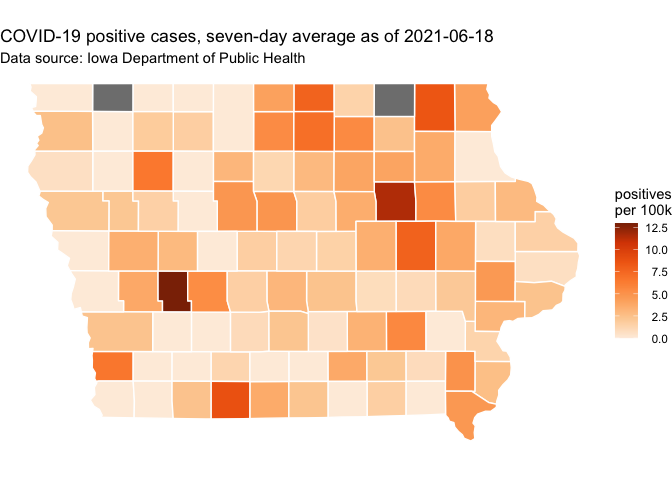 COVID-19 positive cases, seven-day average as of 2021-06-18
Data source: Iowa Department of Public Health
positives
per 100k
12.5
10.0
7.5
5.0
2.5
0.0